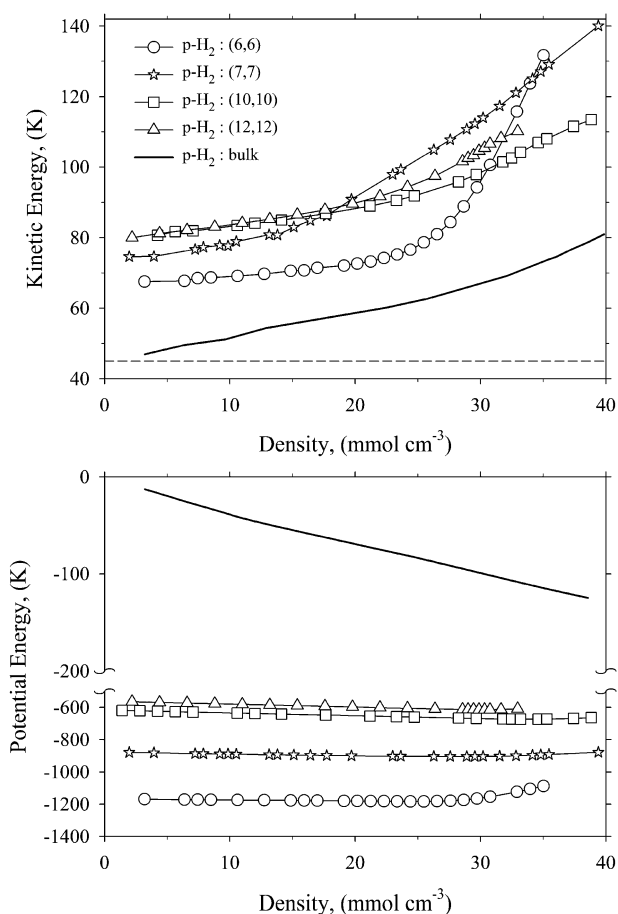 140
120
100
80
60
40
Kinetic Energy, (K)
p-H2 : (6,6)
p-H2 : (7,7)
p-H2 : (10,10)
p-H2 : (12,12)
p-H2 : bulk
0 10 20 30 40
Density, (mmol cm-3)
0
-100
-200
-600
-800
-1000
-1200
-1400
Potential Energy, (K)
0 10 20 30 40
Density, (mmol cm-3)